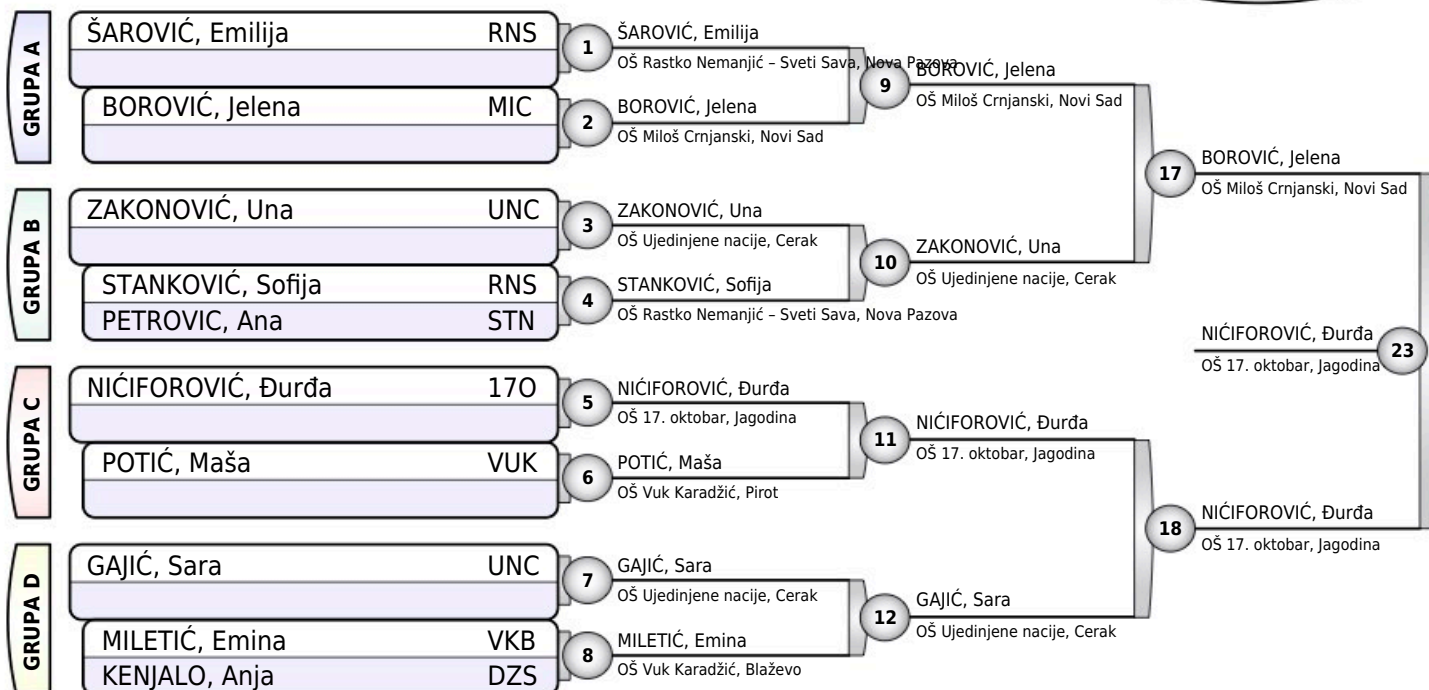 GRUPA A
ŠAROVIĆ, Emilija RNS
BOROVIĆ, Jelena MIC
1
ŠAROVIĆ, Emilija
OŠ Rastko Nemanjić – Sveti Sava, Nova Pazova
2
BOROVIĆ, Jelena
OŠ Miloš Crnjanski, Novi Sad
9
BOROVIĆ, Jelena
OŠ Miloš Crnjanski, Novi Sad
GRUPA B
ZAKONOVIĆ, Una UNC
STANKOVIĆ, Sofija RNS
PETROVIC, Ana STN
3
ZAKONOVIĆ, Una
OŠ Ujedinjene nacije, Cerak
4
STANKOVIĆ, Sofija
OŠ Rastko Nemanjić – Sveti Sava, Nova Pazova
10
ZAKONOVIĆ, Una
OŠ Ujedinjene nacije, Cerak
17
BOROVIĆ, Jelena
OŠ Miloš Crnjanski, Novi Sad
NIĆIFOROVIĆ, Đurđa
OŠ 17. oktobar, Jagodina
23
GRUPA C
NIĆIFOROVIĆ, Đurđa 17O
POTIĆ, Maša VUK
5
NIĆIFOROVIĆ, Đurđa
OŠ 17. oktobar, Jagodina
6
POTIĆ, Maša
OŠ Vuk Karadžić, Pirot
11
NIĆIFOROVIĆ, Đurđa
OŠ 17. oktobar, Jagodina
18
NIĆIFOROVIĆ, Đurđa
OŠ 17. oktobar, Jagodina
GRUPA D
GAJIĆ, Sara UNC
MILETIĆ, Emina VKB
KENJALO, Anja DZS
7
GAJIĆ, Sara
OŠ Ujedinjene nacije, Cerak
8
MILETIĆ, Emina
OŠ Vuk Karadžić, Blaževo
12
GAJIĆ, Sara
OŠ Ujedinjene nacije, Cerak